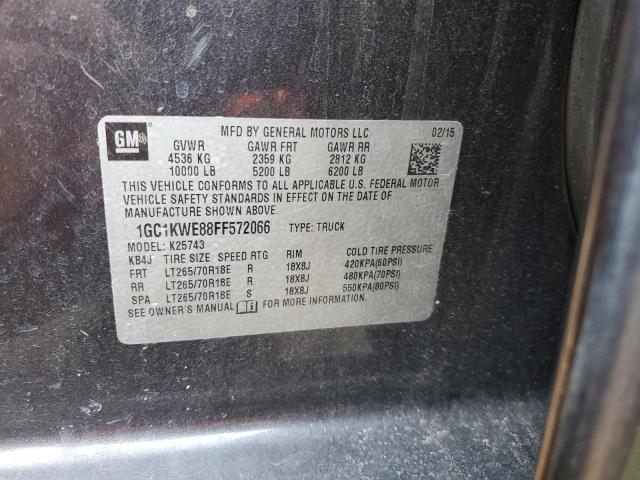 GM
MFD BY GENERAL MOTORS LLC 02/15
GVWR GAWR FRT GAWR RR
4536 KG 2359 KG 2812 KG
10000 LB 5200 LB 6200 LB
THIS VEHICLE CONFORMS TO ALL APPLICABLE U.S. FEDERAL MOTOR
VEHICLE SAFETY STANDARDS IN EFFECT ON THE DATE OF
MANUFACTURE SHOWN ABOVE.
1GC1KWE88FF572066 TYPE: TRUCK
MODEL: K25743
KB4J TIRE SIZE SPEED RTG RIM COLD TIRE PRESSURE
FRT LT265/70R18E R 18X8J 420KPA(60PSI)
RR LT265/70R18E R 18X8J 480KPA(70PSI)
SPA LT265/70R18E S 18X8J 550KPA(80PSI)
SEE OWNER'S MANUAL FOR MORE INFORMATION.